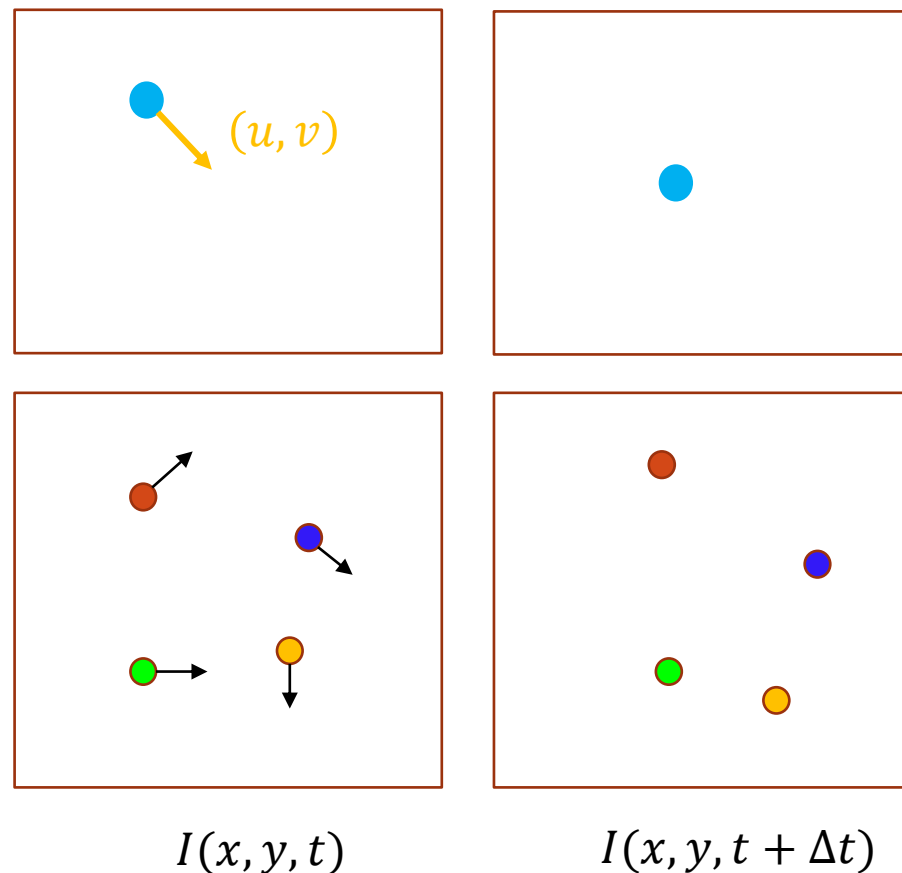 (u, v)
I(x, y, t)
I(x, y, t + Δt)